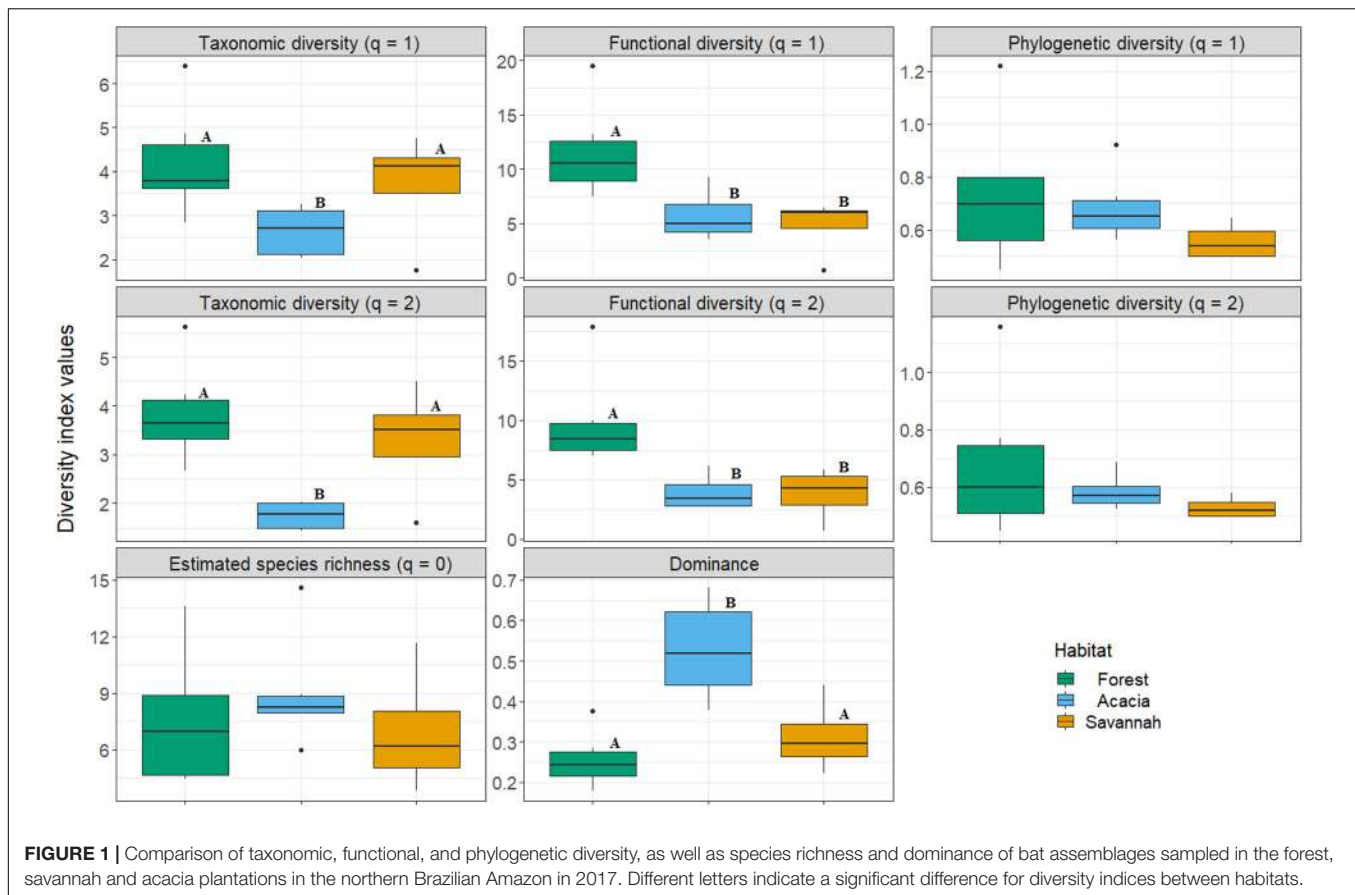 Taxonomic diversity (q = 1)
6
5
4
3
2
A
B
A
Functional diversity (q = 1)
20
15
10
5
0
A
B
B
Phylogenetic diversity (q = 1)
1.2
1.0
0.8
0.6
Diversity index values
Taxonomic diversity (q = 2)
5
4
3
2
A
B
A
Functional diversity (q = 2)
15
10
5
0
A
B
B
Phylogenetic diversity (q = 2)
1.0
0.8
0.6
Estimated species richness (q = 0)
15
12
9
6
Dominance
0.7
0.6
0.5
0.4
0.3
0.2
A
B
A
Habitat
Forest
Acacia
Savannah
FIGURE 1 | Comparison of taxonomic, functional, and phylogenetic diversity, as well as species richness and dominance of bat assemblages sampled in the forest,
savannah and acacia plantations in the northern Brazilian Amazon in 2017. Different letters indicate a significant difference for diversity indices between habitats.